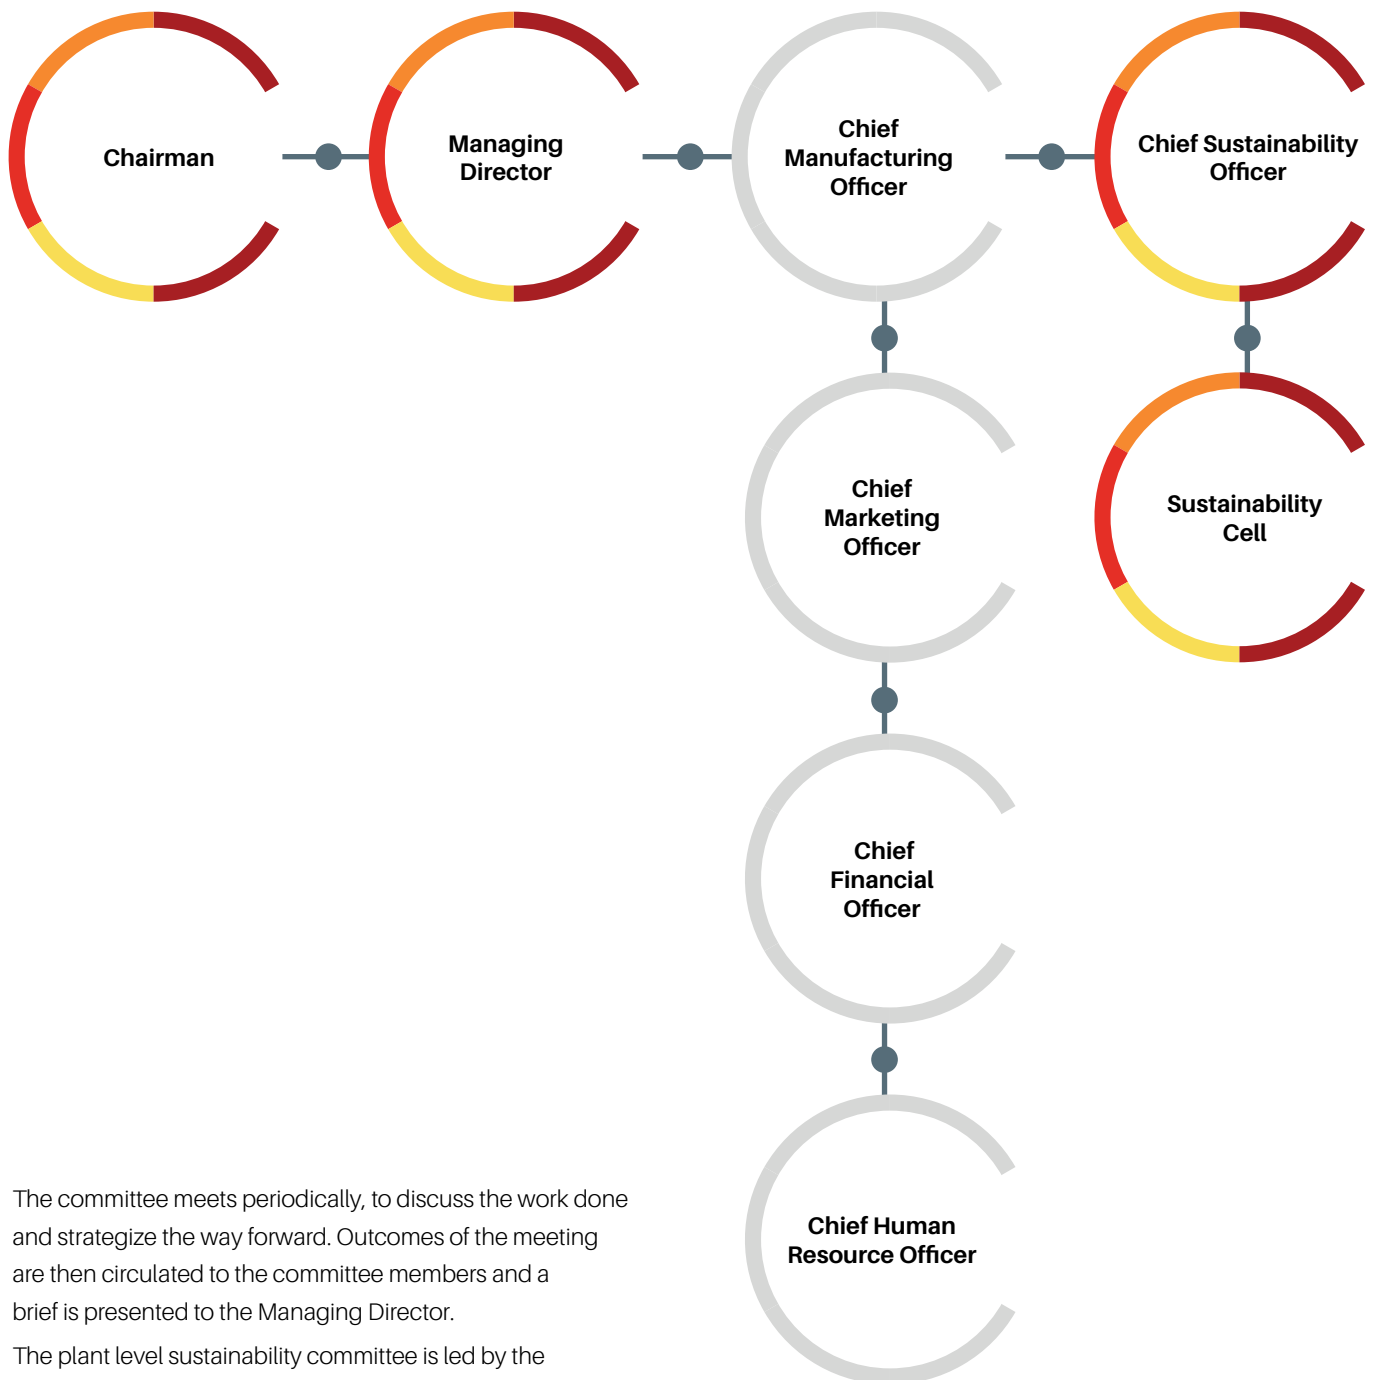 Chairman
Managing
Director
Chief
Manufacturing
Officer
Chief Sustainability
Officer
Chief
Marketing
Officer
Sustainability
Cell
Chief
Financial
Officer
Chief Human
Resource Officer
The committee meets periodically, to discuss the work done
and strategize the way forward. Outcomes of the meeting
are then circulated to the committee members and a
brief is presented to the Managing Director.
The plant level sustainability committee is led by the